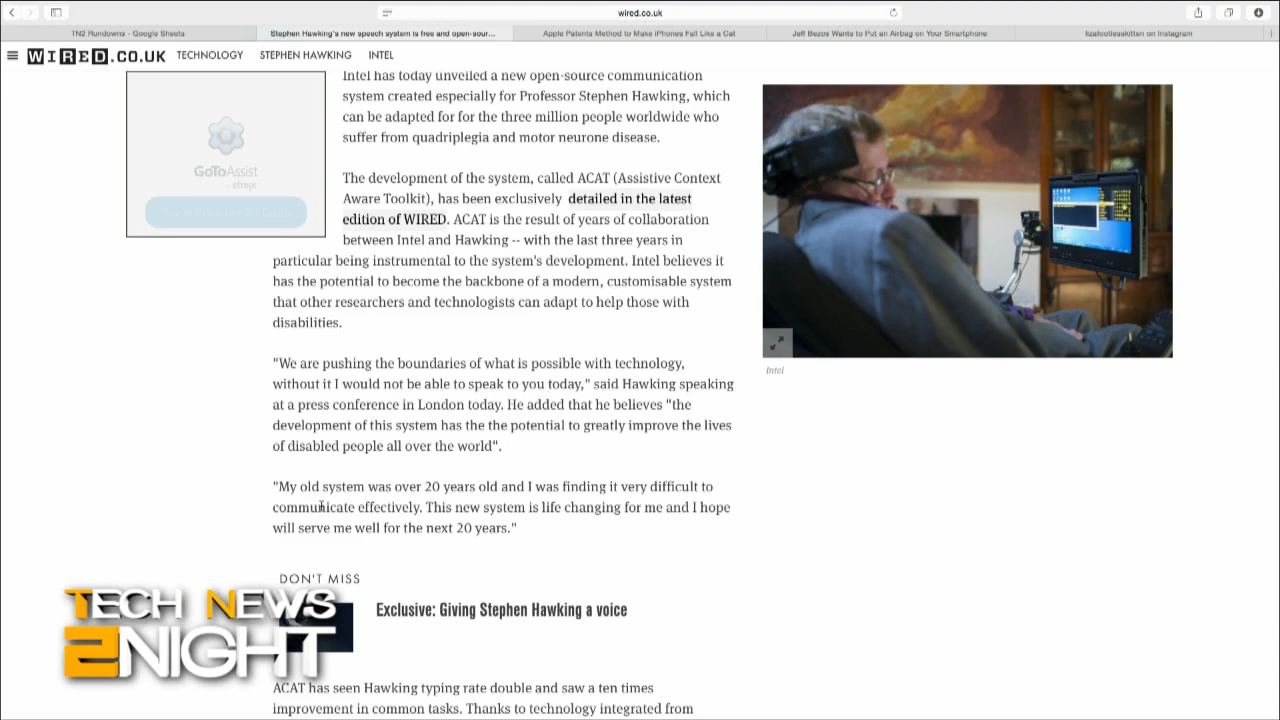 wired.co.uk
TN2 Rundowns - Google Sheets
Stephen Hawking's new speech system is free and open-sour...
Apple Patents Method to Make iPhones Fall Like a Cat
Jeff Bezos Wants to Put an Airbag on Your Smartphone
lizafootlesskitten on Instagram
WIRED.CO.UK TECHNOLOGY STEPHEN HAWKING INTEL
Intel has today unveiled a new open-source communication
system created especially for Professor Stephen Hawking, which
can be adapted for for the three million people worldwide who
suffer from quadriplegia and motor neurone disease.
GoToAssist
citrix
The development of the system, called ACAT (Assistive Context
Aware Toolkit), has been exclusively detailed in the latest
edition of WIRED. ACAT is the result of years of collaboration
between Intel and Hawking -- with the last three years in
particular being instrumental to the system's development. Intel believes it
has the potential to become the backbone of a modern, customisable system
that other researchers and technologists can adapt to help those with
disabilities.
Intel
"We are pushing the boundaries of what is possible with technology,
without it I would not be able to speak to you today," said Hawking speaking
at a press conference in London today. He added that he believes "the
development of this system has the the potential to greatly improve the lives
of disabled people all over the world".
"My old system was over 20 years old and I was finding it very difficult to
communicate effectively. This new system is life changing for me and I hope
will serve me well for the next 20 years."
DON'T MISS
Exclusive: Giving Stephen Hawking a voice
TECH NEWS
2NIGHT
ACAT has seen Hawking typing rate double and saw a ten times
improvement in common tasks. Thanks to technology integrated from